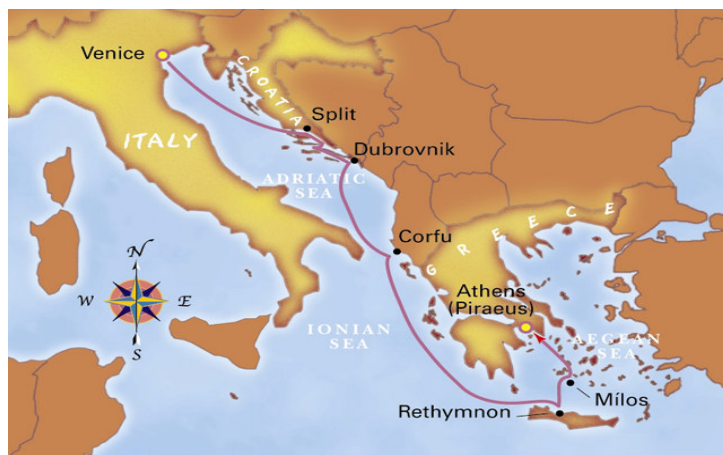 Venice
CROATIA
Split
ITALY
Dubrovnik
ADRIATIC
SEA
GREECE
Corfu
Athens
(Piraeus)
N
W
E
S
IONIAN
SEA
AEGEAN
SEA
Mílos
Rethymnon